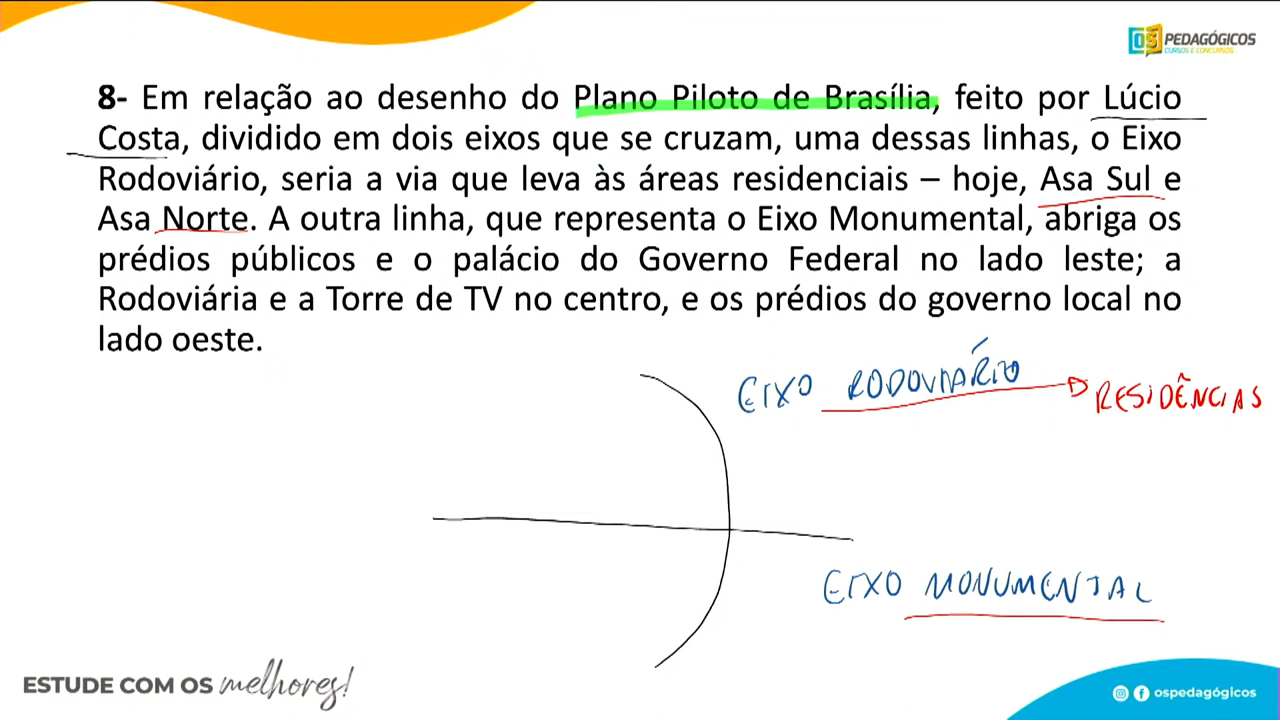 OS PEDAGÓGICOS
CURSOS E CONCURSOS
8- Em relação ao desenho do Plano Piloto de Brasília, feito por Lúcio
Costa, dividido em dois eixos que se cruzam, uma dessas linhas, o Eixo
Rodoviário, seria a via que leva às áreas residenciais – hoje, Asa Sul e
Asa Norte. A outra linha, que representa o Eixo Monumental, abriga os
prédios públicos e o palácio do Governo Federal no lado leste; a
Rodoviária e a Torre de TV no centro, e os prédios do governo local no
lado oeste.
EIXO RODOVIÁRIO
RESIDÊNCIAS
EIXO MONUMENTAL
ESTUDE COM OS melhores!
ospedagógicos